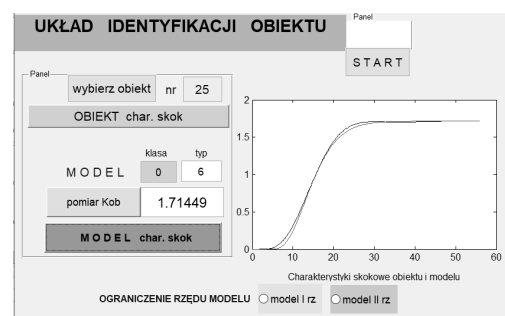 UKŁAD IDENTYFIKACJI OBIEKTU
Panel
START
Panel
wybierz obiekt nr 25
OBIEKT char. skok
klasa typ
MODEL 0 6
pomiar Kob 1.71449
MODEL char. skok
2
1.5
1
0.5
0
0 10 20 30 40 50 60
Charakterystyki skokowe obiektu i modelu
OGRANICZENIE RZĘDU MODELU model I rz model II rz